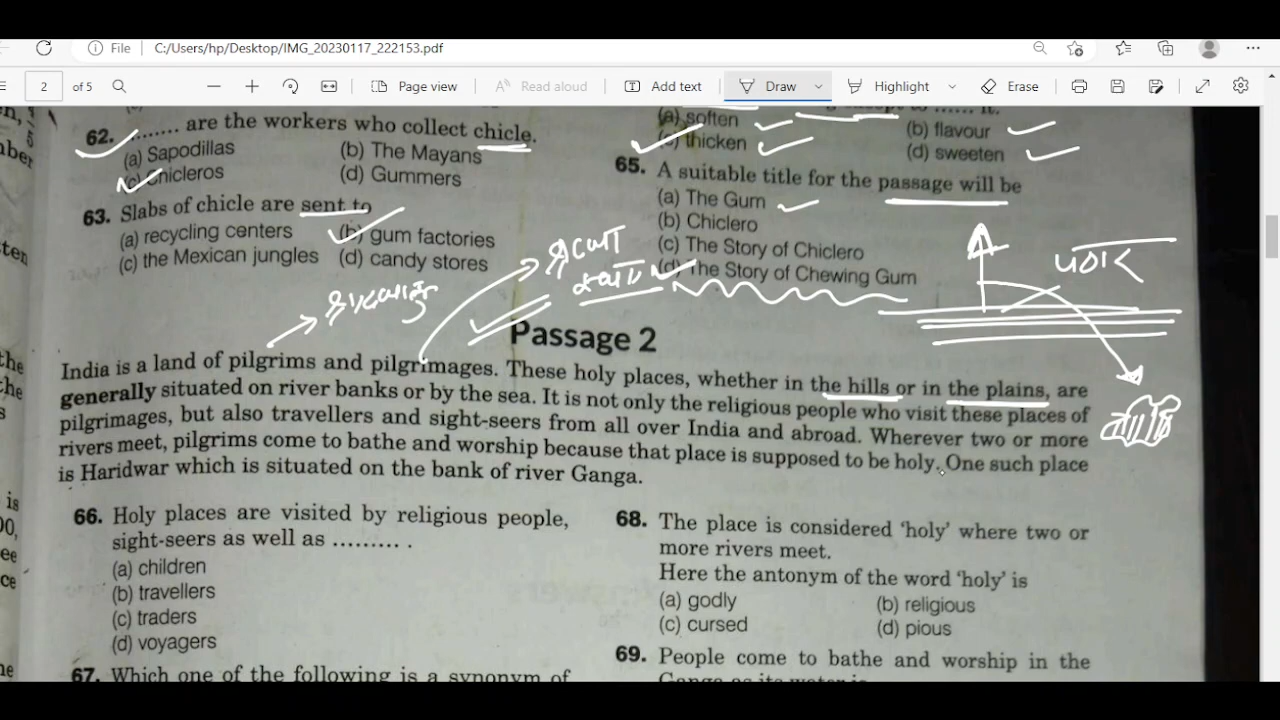 File
C:/Users/hp/Desktop/IMG_20230117_222153.pdf
2 of 5
Page view
Read aloud
Add text
Draw
Highlight
Erase
62. ....... are the workers who collect chicle.
(a) Sapodillas (b) The Mayans
(c) Chicleros (d) Gummers
63. Slabs of chicle are sent to
(a) recycling centers (b) gum factories
(c) the Mexican jungles (d) candy stores
(a) soften (b) flavour
(c) thicken (d) sweeten
65. A suitable title for the passage will be
(a) The Gum
(b) Chiclero
(c) The Story of Chiclero
(d) The Story of Chewing Gum
Passage 2
India is a land of pilgrims and pilgrimages. These holy places, whether in the hills or in the plains, are
generally situated on river banks or by the sea. It is not only the religious people who visit these places of
pilgrimages, but also travellers and sight-seers from all over India and abroad. Wherever two or more
rivers meet, pilgrims come to bathe and worship because that place is supposed to be holy. One such place
is Haridwar which is situated on the bank of river Ganga.
66. Holy places are visited by religious people,
sight-seers as well as ......... .
(a) children
(b) travellers
(c) traders
(d) voyagers
67. Which one of the following is a synonym of
68. The place is considered 'holy' where two or
more rivers meet.
Here the antonym of the word 'holy' is
(a) godly (b) religious
(c) cursed (d) pious
69. People come to bathe and worship in the